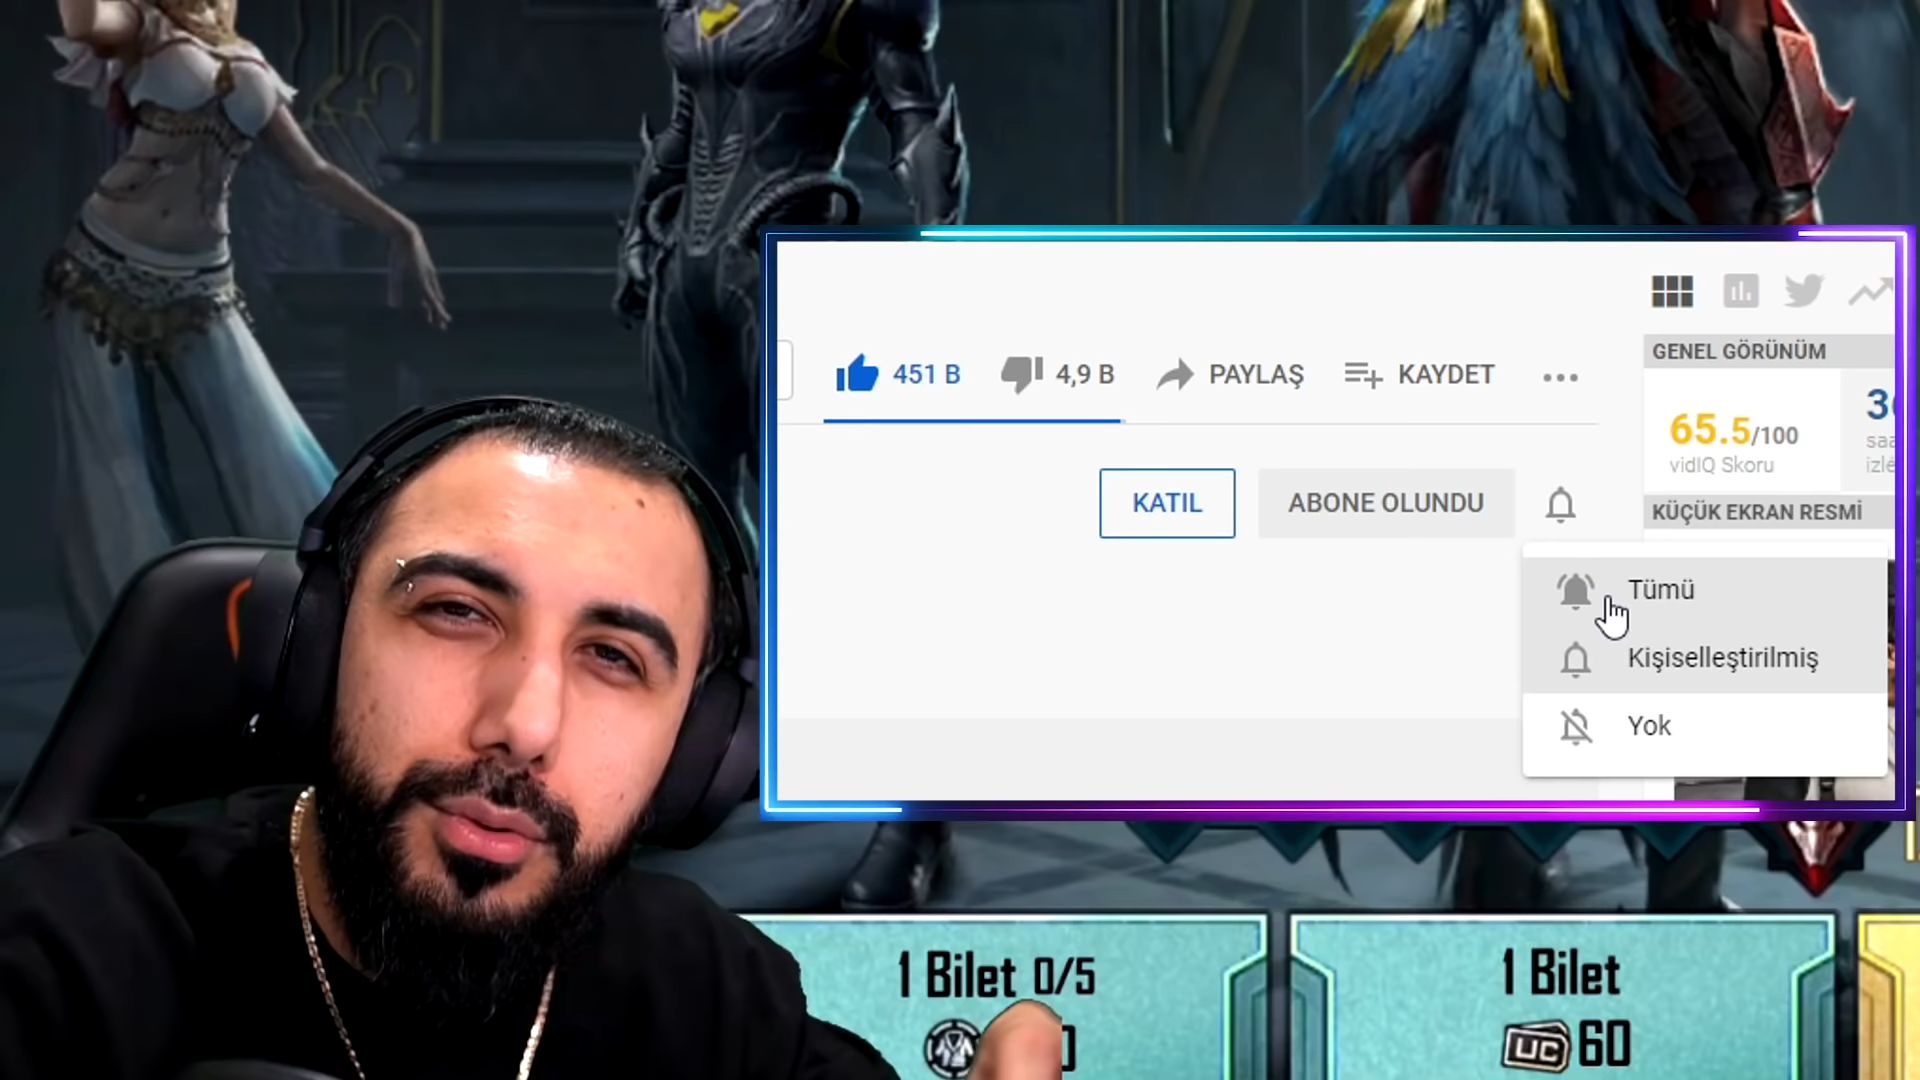 451 B 4,9 B PAYLAŞ KAYDET
GENEL GÖRÜNÜM
65.5/100
vidIQ Skoru
KATIL ABONE OLUNDU
KÜÇÜK EKRAN RESMİ
Tümü
Kişiselleştirilmiş
Yok
1 Bilet 0/5
1 Bilet
UC 60